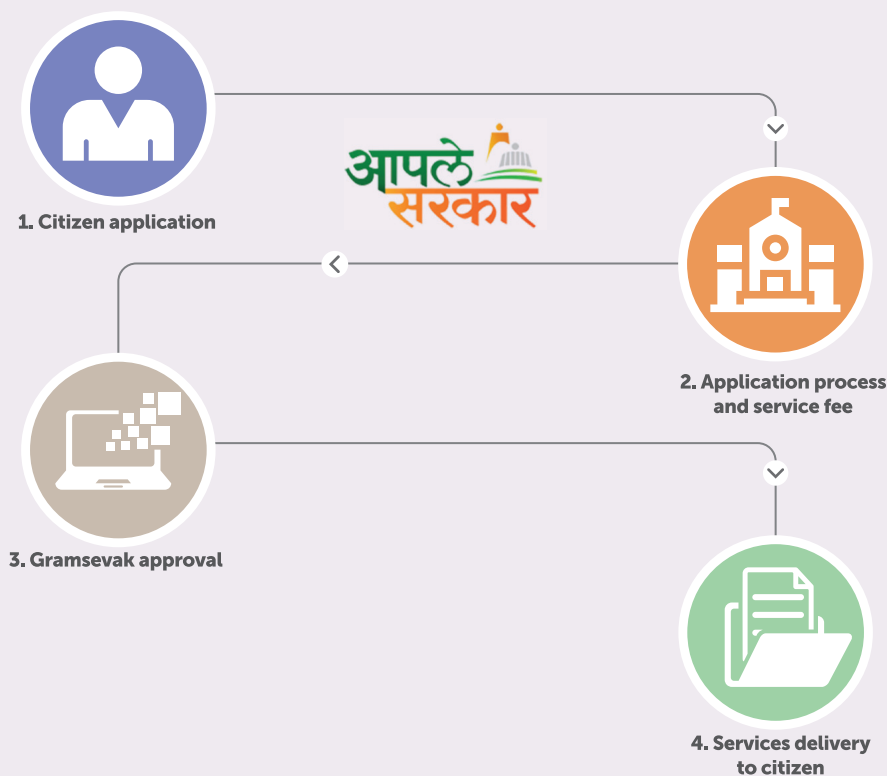 1. Citizen application
आपले
सरकार
2. Application process
and service fee
3. Gramsevak approval
4. Services delivery
to citizen